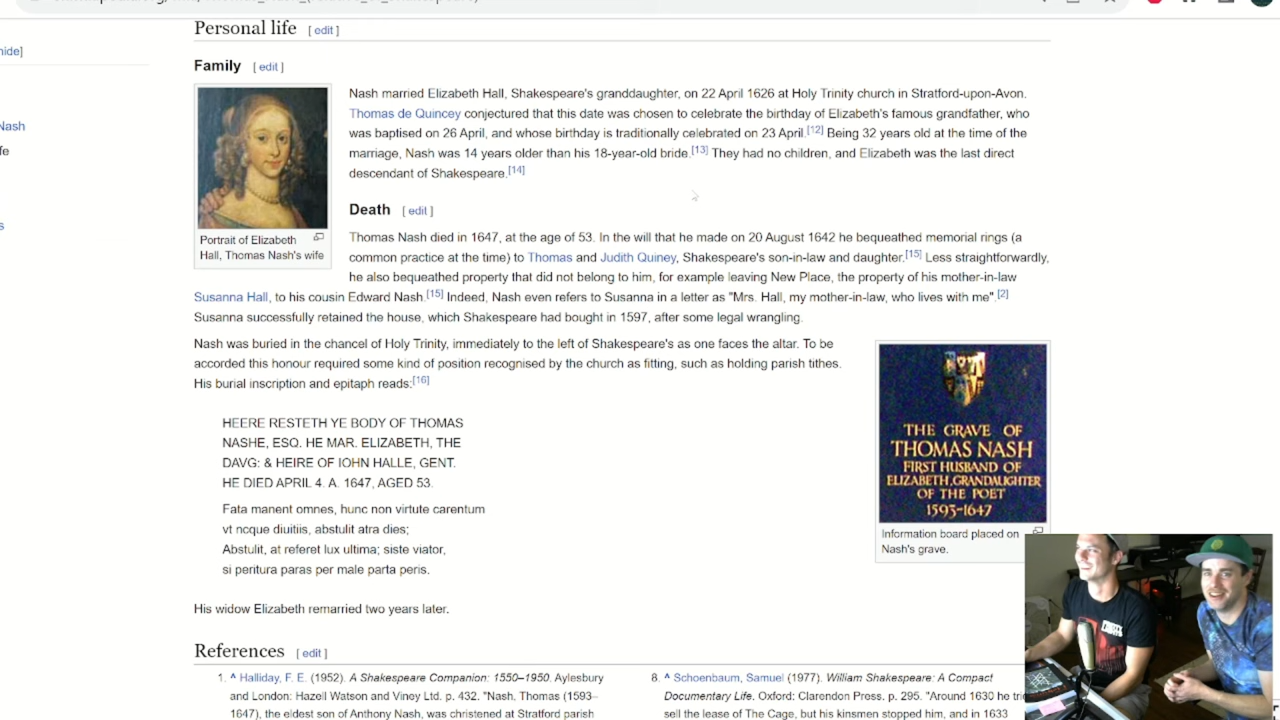 Personal life [ edit ]
hide]
Family [ edit ]
Nash married Elizabeth Hall, Shakespeare's granddaughter, on 22 April 1626 at Holy Trinity church in Stratford-upon-Avon.
Thomas de Quincey conjectured that this date was chosen to celebrate the birthday of Elizabeth's famous grandfather, who
was baptised on 26 April, and whose birthday is traditionally celebrated on 23 April.[12] Being 32 years old at the time of the
marriage, Nash was 14 years older than his 18-year-old bride.[13] They had no children, and Elizabeth was the last direct
descendant of Shakespeare.[14]
Nash
Portrait of Elizabeth
Hall, Thomas Nash's wife
Death [ edit ]
Thomas Nash died in 1647, at the age of 53. In the will that he made on 20 August 1642 he bequeathed memorial rings (a
common practice at the time) to Thomas and Judith Quiney, Shakespeare's son-in-law and daughter.[15] Less straightforwardly,
he also bequeathed property that did not belong to him, for example leaving New Place, the property of his mother-in-law
Susanna Hall, to his cousin Edward Nash.[15] Indeed, Nash even refers to Susanna in a letter as "Mrs. Hall, my mother-in-law, who lives with me".[2]
Susanna successfully retained the house, which Shakespeare had bought in 1597, after some legal wrangling.
Nash was buried in the chancel of Holy Trinity, immediately to the left of Shakespeare's as one faces the altar. To be
accorded this honour required some kind of position recognised by the church as fitting, such as holding parish tithes.
His burial inscription and epitaph reads:[16]
HEERE RESTETH YE BODY OF THOMAS
NASHE, ESQ. HE MAR. ELIZABETH, THE
DAVG: & HEIRE OF IOHN HALLE, GENT.
HE DIED APRIL 4. A. 1647, AGED 53.
Fata manent omnes, hunc non virtute carentum
vt ncque diuitiis, abstulit atra dies;
Abstulit, at referet lux ultima; siste viator,
si peritura paras per male parta peris.
THE GRAVE OF
THOMAS NASH
FIRST HUSBAND OF
ELIZABETH, GRANDAUGHTER
OF THE POET
1593-1647
Information board placed on
Nash's grave.
His widow Elizabeth remarried two years later.
References [ edit ]
1. ^ Halliday, F. E. (1952). A Shakespeare Companion: 1550–1950. Aylesbury
and London: Hazell Watson and Viney Ltd. p. 432. "Nash, Thomas (1593–
1647), the eldest son of Anthony Nash, was christened at Stratford parish
8. ^ Schoenbaum, Samuel (1977). William Shakespeare: A Compact
Documentary Life. Oxford: Clarendon Press. p. 295. "Around 1630 he
sell the lease of The Cage, but his kinsmen stopped him, and in 1633